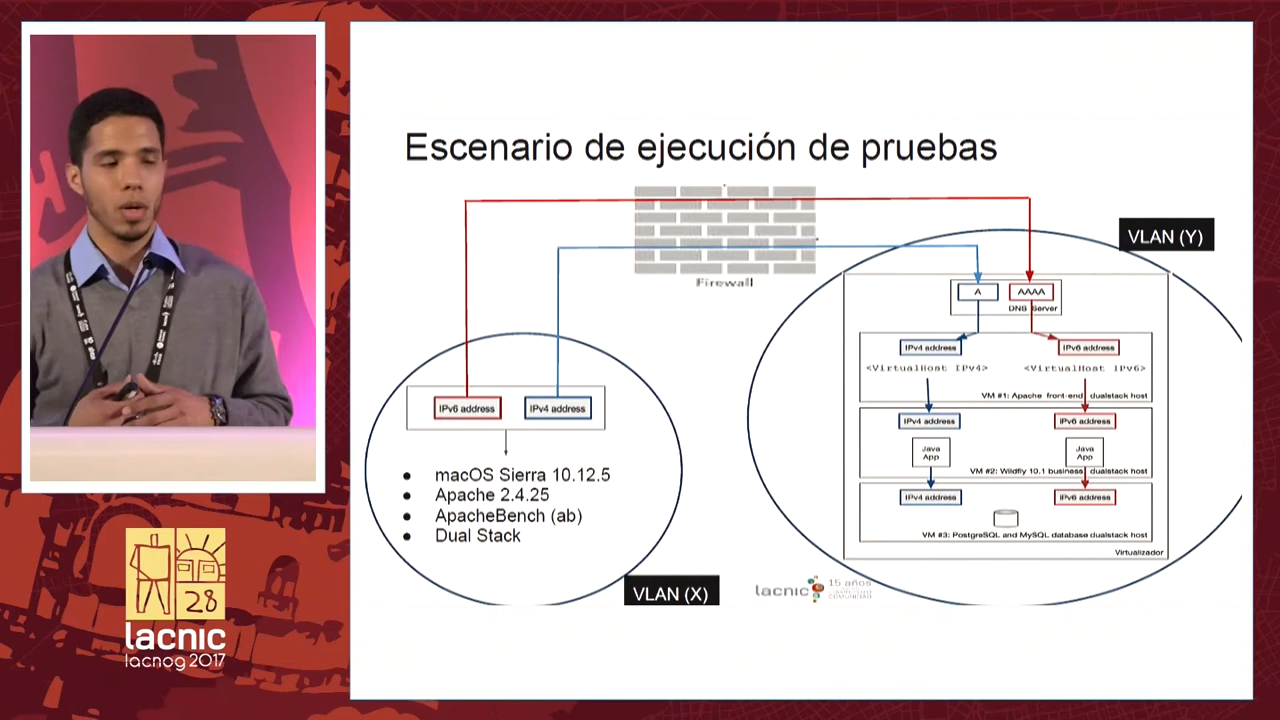 Escenario de ejecución de pruebas
Firewall
VLAN (Y)
A
AAAA
DNS Server
IPv4 address
IPv6 address
<VirtualHost IPv4>
<VirtualHost IPv6>
VM #1: Apache front-end dualstack host
IPv4 address
IPv6 address
Java
App
Java
App
VM #2: Wildfly 10.1 business dualstack host
IPv4 address
IPv6 address
VM #3: PostgreSQL and MySQL database dualstack host
Virtualizador
IPv6 address
IPv4 address
macOS Sierra 10.12.5
Apache 2.4.25
ApacheBench (ab)
Dual Stack
VLAN (X)
lacnic
15 años
28
lacnic
lacnog 2017